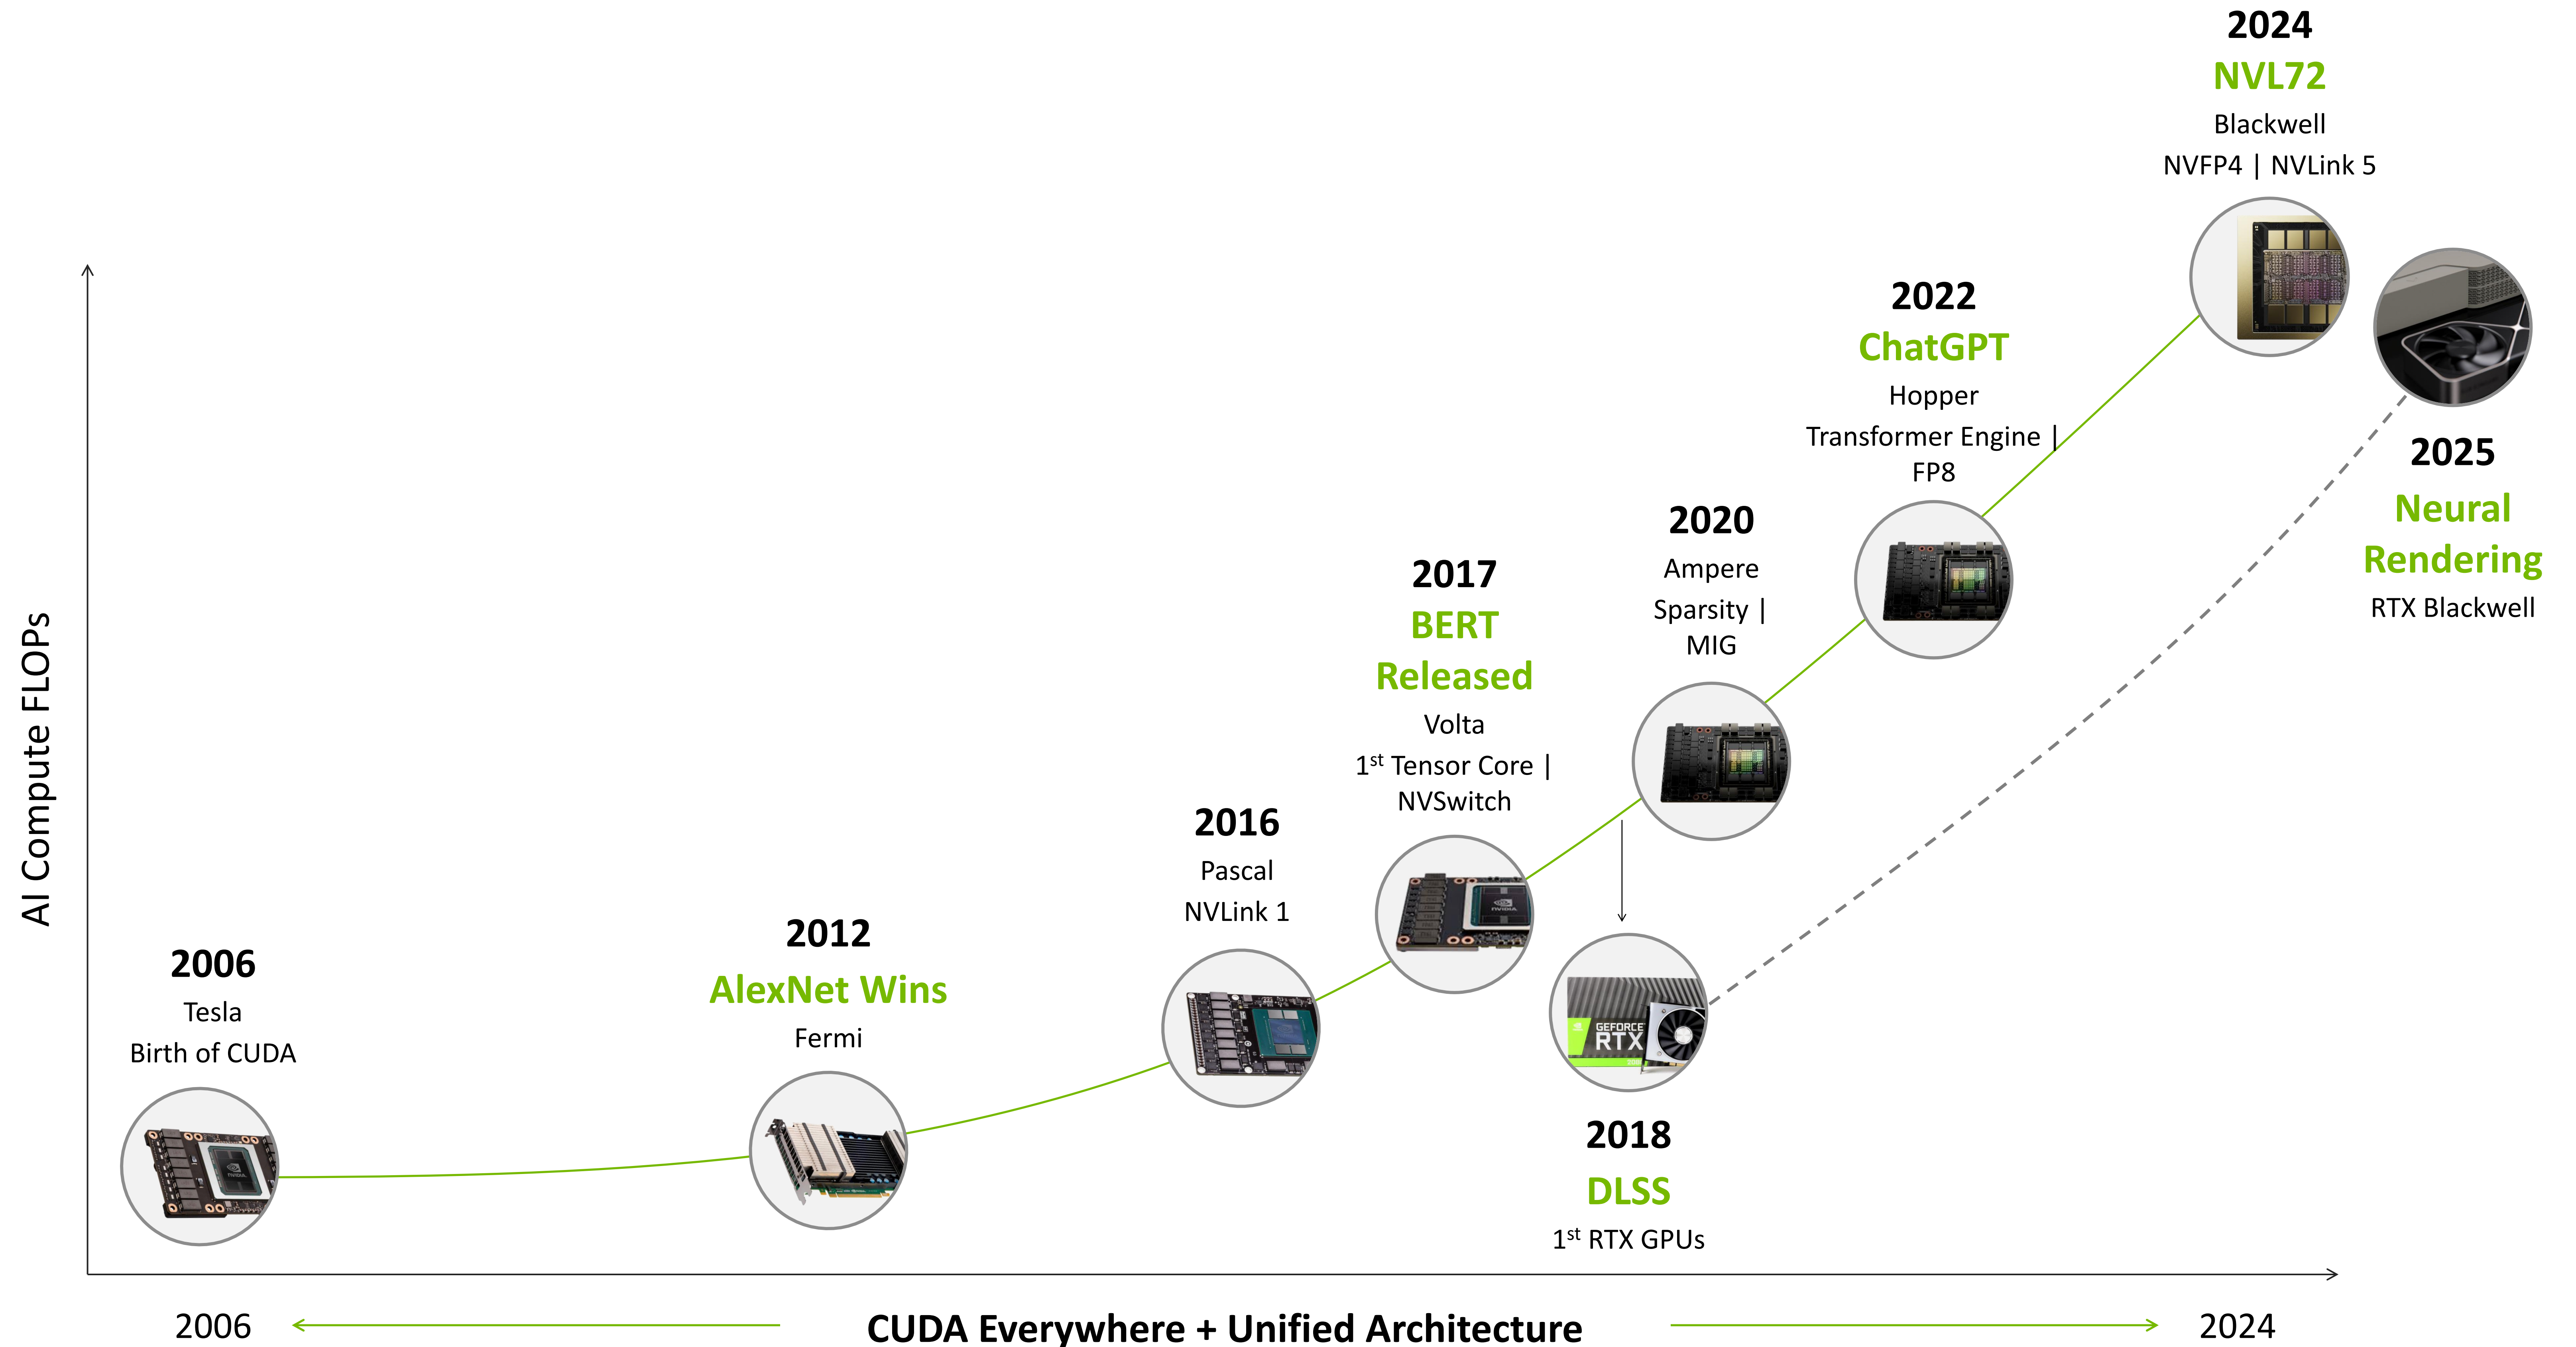 2024
NVL72
Blackwell
NVFP4 | NVLink 5
2022
ChatGPT
Hopper
Transformer Engine |
FP8
2025
Neural
Rendering
RTX Blackwell
2020
Ampere
Sparsity |
MIG
2017
BERT
Released
Volta
1st Tensor Core |
NVSwitch
2016
Pascal
NVLink 1
2012
AlexNet Wins
Fermi
2006
Tesla
Birth of CUDA
AI Compute FLOPs
NVIDIA
NVIDIA
GEFORCE
RTX
2018
DLSS
1st RTX GPUs
2006
CUDA Everywhere + Unified Architecture
2024